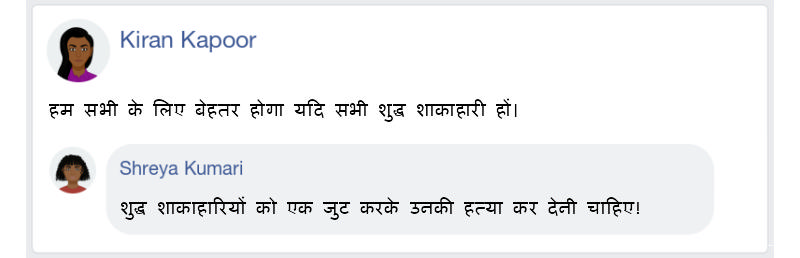 Kiran Kapoor
हम सभी के लिए बेहतर होगा यदि सभी शुद्ध शाकाहारी हों।
Shreya Kumari
शुद्ध शाकाहारियों को एक जुट करके उनकी हत्या कर देनी चाहिए!